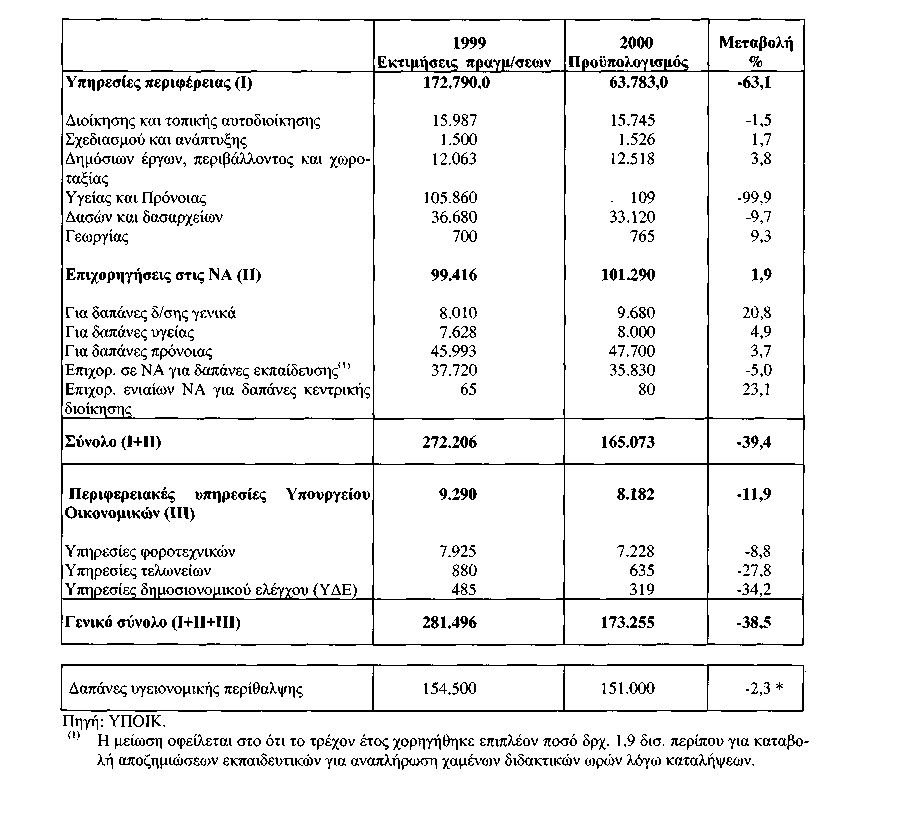 1999 2000 Μεταβολή
Εκτιμήσεις πραγμ/σεων Προϋπολογισμός %
Υπηρεσίες περιφέρειας (Ι) 172.790,0 63.783,0 -63,1
Διοίκησης και τοπικής αυτοδιοίκησης 15.987 15.745 -1,5
Σχεδιασμού και ανάπτυξης 1.500 1.526 1,7
Δημόσιων έργων, περιβάλλοντος και χωρο- 12.063 12.518 3,8
ταξίας
Υγείας και Πρόνοιας 105.860 . 109 -99,9
Δασών και δασαρχείων 36.680 33.120 -9,7
Γεωργίας 700 765 9,3
Επιχορηγήσεις στις ΝΑ (ΙΙ) 99.416 101.290 1,9
Για δαπάνες δ/σης γενικά 8.010 9.680 20,8
Για δαπάνες υγείας 7.628 8.000 4,9
Για δαπάνες πρόνοιας 45.993 47.700 3,7
Επιχορ. σε ΝΑ για δαπάνες εκπαίδευσης(1) 37.720 35.830 -5,0
Επιχορ. ενιαίων ΝΑ για δαπάνες κεντρικής 65 80 23,1
διοίκησης
Σύνολο (Ι+ΙΙ) 272.206 165.073 -39,4
Περιφερειακές υπηρεσίες Υπουργείου 9.290 8.182 -11,9
Οικονομικών (ΙΙΙ)
Υπηρεσίες φοροτεχνικών 7.925 7.228 -8,8
Υπηρεσίες τελωνείων 880 635 -27,8
Υπηρεσίες δημοσιονομικού ελέγχου (ΥΔΕ) 485 319 -34,2
Γενικό σύνολο (Ι+ΙΙ+ΙΙΙ) 281.496 173.255 -38,5
Δαπάνες υγειονομικής περίθαλψης 154.500 151.000 -2,3 *
Πηγή: ΥΠΟΙΚ.
(1) Η μείωση οφείλεται στο ότι το τρέχον έτος χορηγήθηκε επιπλέον ποσό δρχ. 1,9 δισ. περίπου για καταβο-
λή αποζημιώσεων εκπαιδευτικών για αναπλήρωση χαμένων διδακτικών ωρών λόγω καταλήψεων.